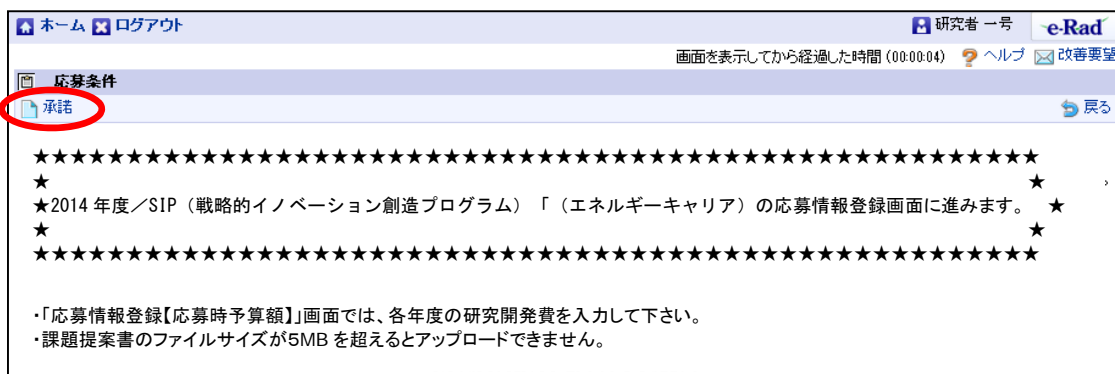 ホーム ログアウト 研究者 一号 e-Rad
画面を表示してから経過した時間 (00:00:04) ヘルプ 改善要望
応募条件
承諾 戻る
★★★★★★★★★★★★★★★★★★★★★★★★★★★★★★★★★★★★★★★★★★★★★★★★★★★★★★
★ ★ ,
★2014 年度／SIP（戦略的イノベーション創造プログラム）「（エネルギーキャリア）の応募情報登録画面に進みます。 ★
★ ★
★★★★★★★★★★★★★★★★★★★★★★★★★★★★★★★★★★★★★★★★★★★★★★★★★★★★★★
・「応募情報登録【応募時予算額】」画面では、各年度の研究開発費を入力して下さい。
・課題提案書のファイルサイズが５MB を超えるとアップロードできません。